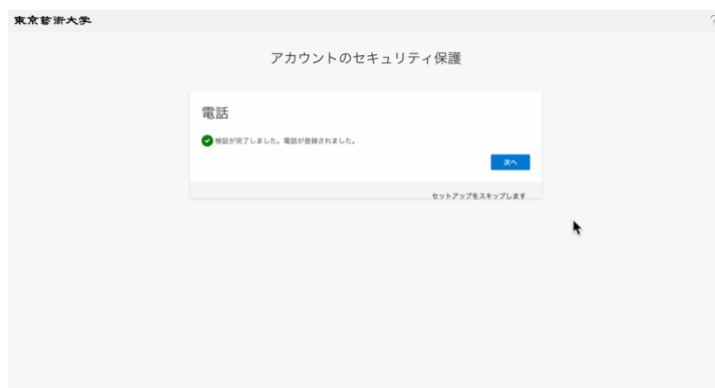 東京藝術大学
?
アカウントのセキュリティ保護
電話
検証が完了しました。電話が登録されました。
次へ
セットアップをスキップします